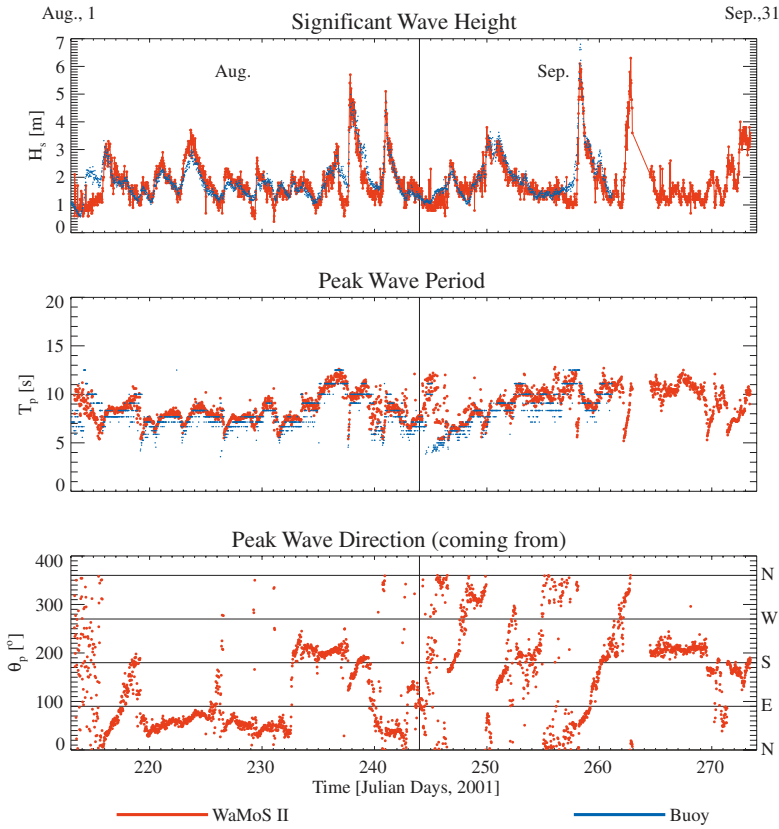 Aug., 1
Sep.,31
Significant Wave Height
7
6
5
4
3
2
1
0
H_s [m]
Aug.
Sep.
Peak Wave Period
20
15
10
5
0
T_p [s]
Peak Wave Direction (coming from)
400
300
200
100
0
θ_p [°]
N
W
S
E
N
220
230
240
250
260
270
Time [Julian Days, 2001]
WaMoS II
Buoy